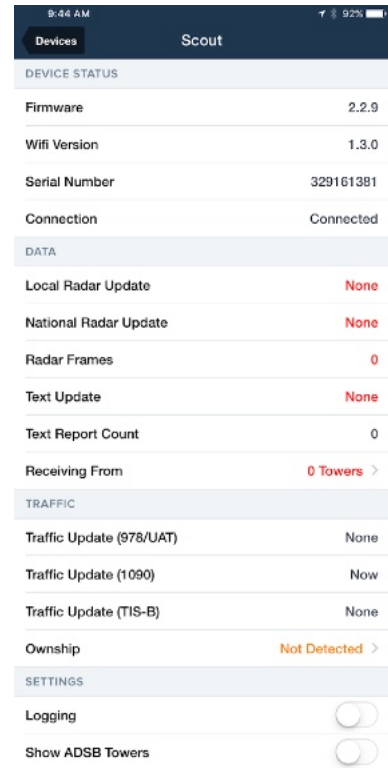 9:44 AM 92%
Devices Scout
DEVICE STATUS
Firmware 2.2.9
Wifi Version 1.3.0
Serial Number 329161381
Connection Connected
DATA
Local Radar Update None
National Radar Update None
Radar Frames 0
Text Update None
Text Report Count 0
Receiving From 0 Towers
TRAFFIC
Traffic Update (978/UAT) None
Traffic Update (1090) Now
Traffic Update (TIS-B) None
Ownship Not Detected
SETTINGS
Logging
Show ADSB Towers